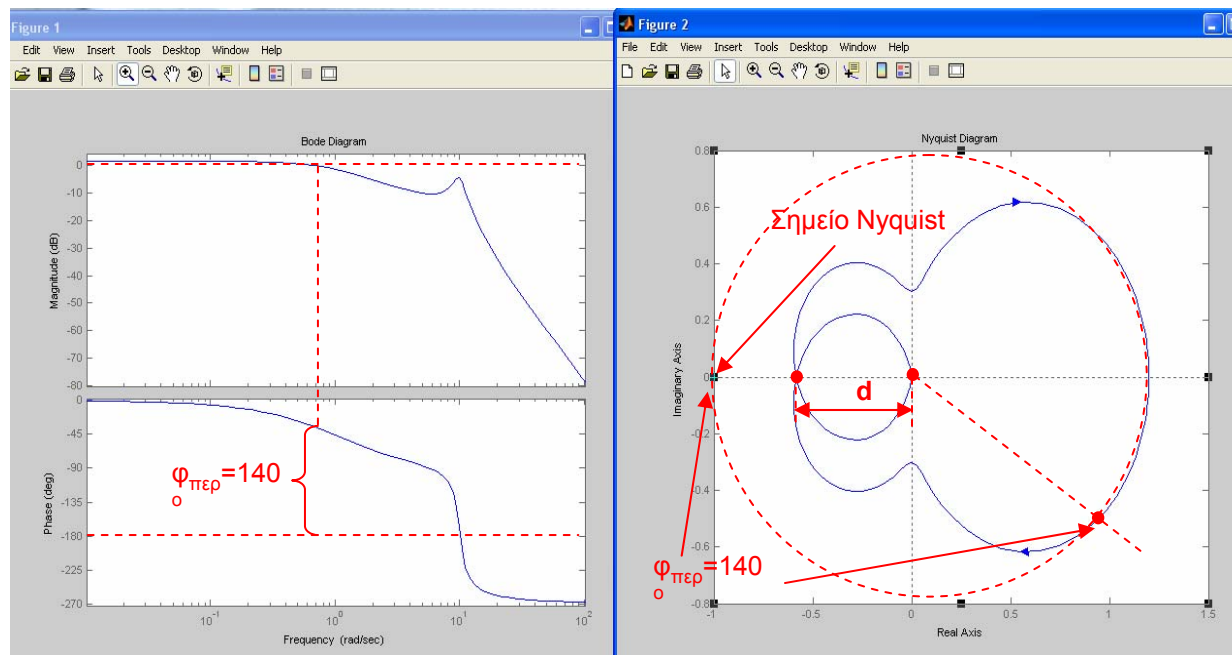 Figure 1
Edit View Insert Tools Desktop Window Help
Bode Diagram
Magnitude (dB)
0
-10
-20
-30
-40
-50
-60
-70
-80
Phase (deg)
0
-45
-90
-135
-180
-225
-270
φπερ=140
ο
10-1
100
101
102
Frequency (rad/sec)
Figure 2
File Edit View Insert Tools Desktop Window Help
Nyquist Diagram
Σημείο Nyquist
Imaginary Axis
0.8
0.6
0.4
0.2
0
-0.2
-0.4
-0.6
-0.8
d
φπερ=140
ο
-1
-0.5
0
0.5
1
1.5
Real Axis